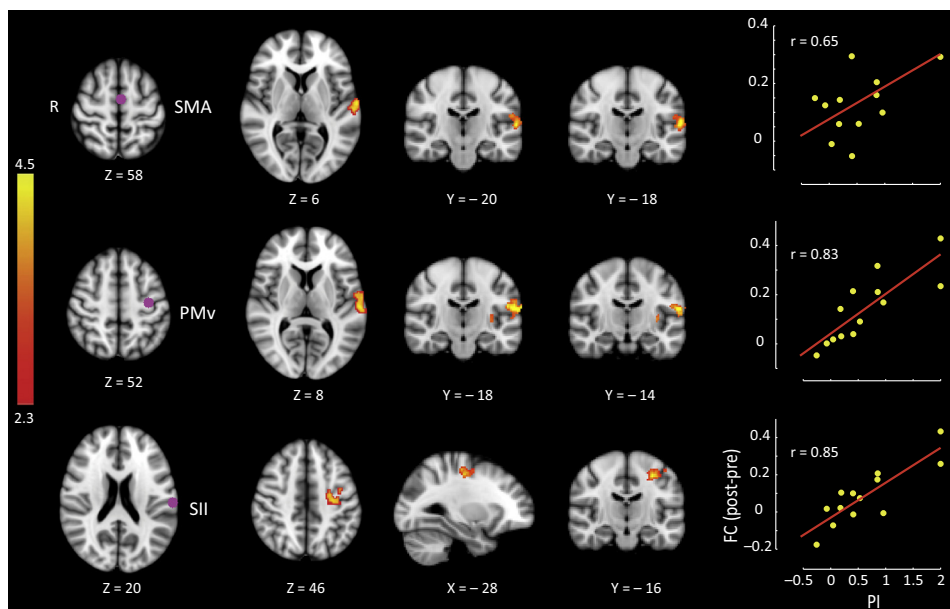 R
SMA
Z = 58
Z = 6
Y = – 20
Y = – 18
r = 0.65
0.4
0.2
0
4.5
2.3
PMv
Z = 52
Z = 8
Y = – 18
Y = – 14
r = 0.83
0.4
0.2
0
SII
Z = 20
Z = 46
X = – 28
Y = – 16
r = 0.85
FC (post-pre)
0.4
0.2
0
–0.2
–0.5 0 0.5 1 1.5 2
PI